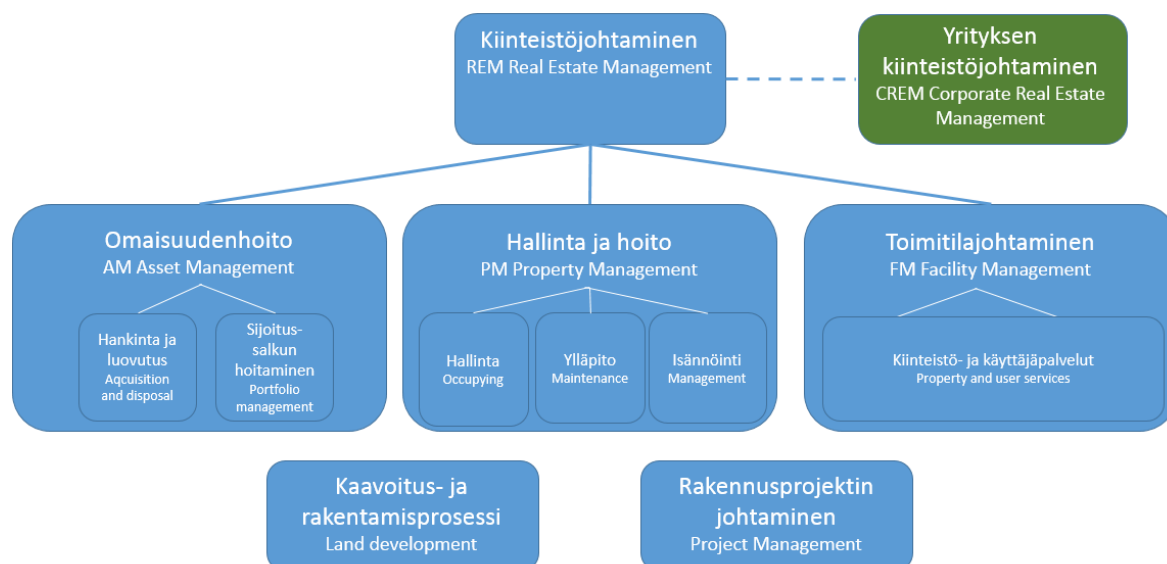 Kiinteistöjohtaminen
REM Real Estate Management
Yrityksen
kiinteistöjohtaminen
CREM Corporate Real Estate
Management
Omaisuudenhoito
AM Asset Management
Hankinta ja
luovutus
Aqcuisition
and disposal
Sijoitus-
salkun
hoitaminen
Portfolio
management
Hallinta ja hoito
PM Property Management
Hallinta
Occupying
Ylläpito
Maintenance
Isännöinti
Management
Toimitilajohtaminen
FM Facility Management
Kiinteistö- ja käyttäjäpalvelut
Property and user services
Kaavoitus- ja
rakentamisprosessi
Land development
Rakennusprojektin
johtaminen
Project Management